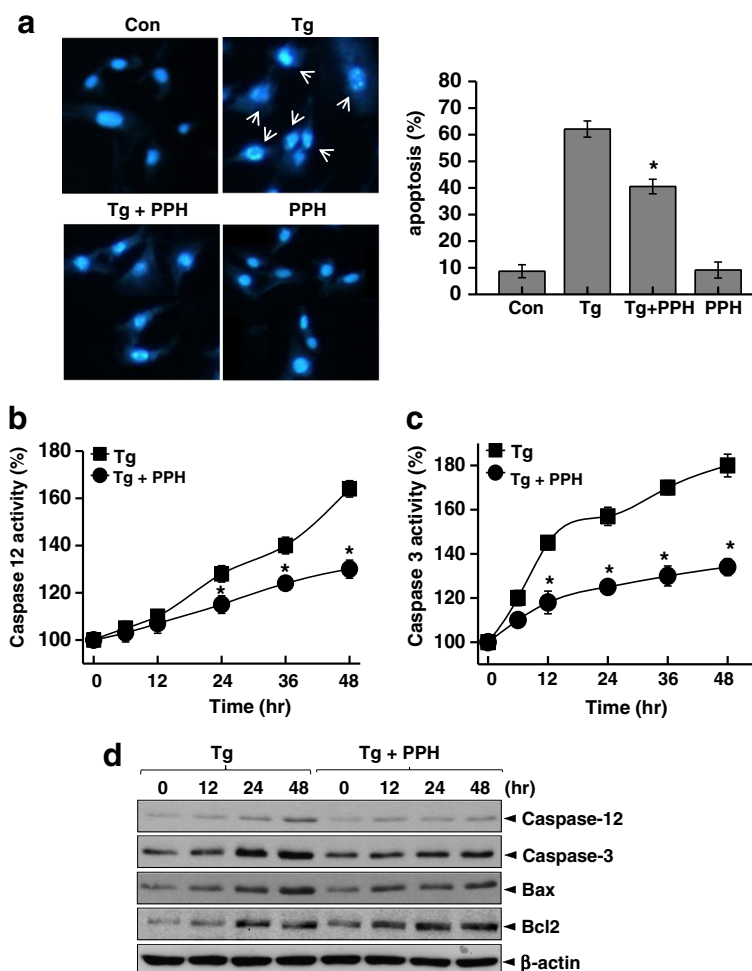 a
Con Tg
Tg + PPH PPH
apoptosis (%)
80
70
60
50
40
30
20
10
0
*
Con Tg Tg+PPH PPH
b
Caspase 12 activity (%)
180
160
140
120
100
Tg
Tg + PPH
* * *
0 12 24 36 48
Time (hr)
c
Caspase 3 activity (%)
180
160
140
120
100
Tg
Tg + PPH
* * * *
0 12 24 36 48
Time (hr)
d
Tg Tg + PPH
0 12 24 48 0 12 24 48 (hr)
Caspase-12
Caspase-3
Bax
Bcl2
β-actin